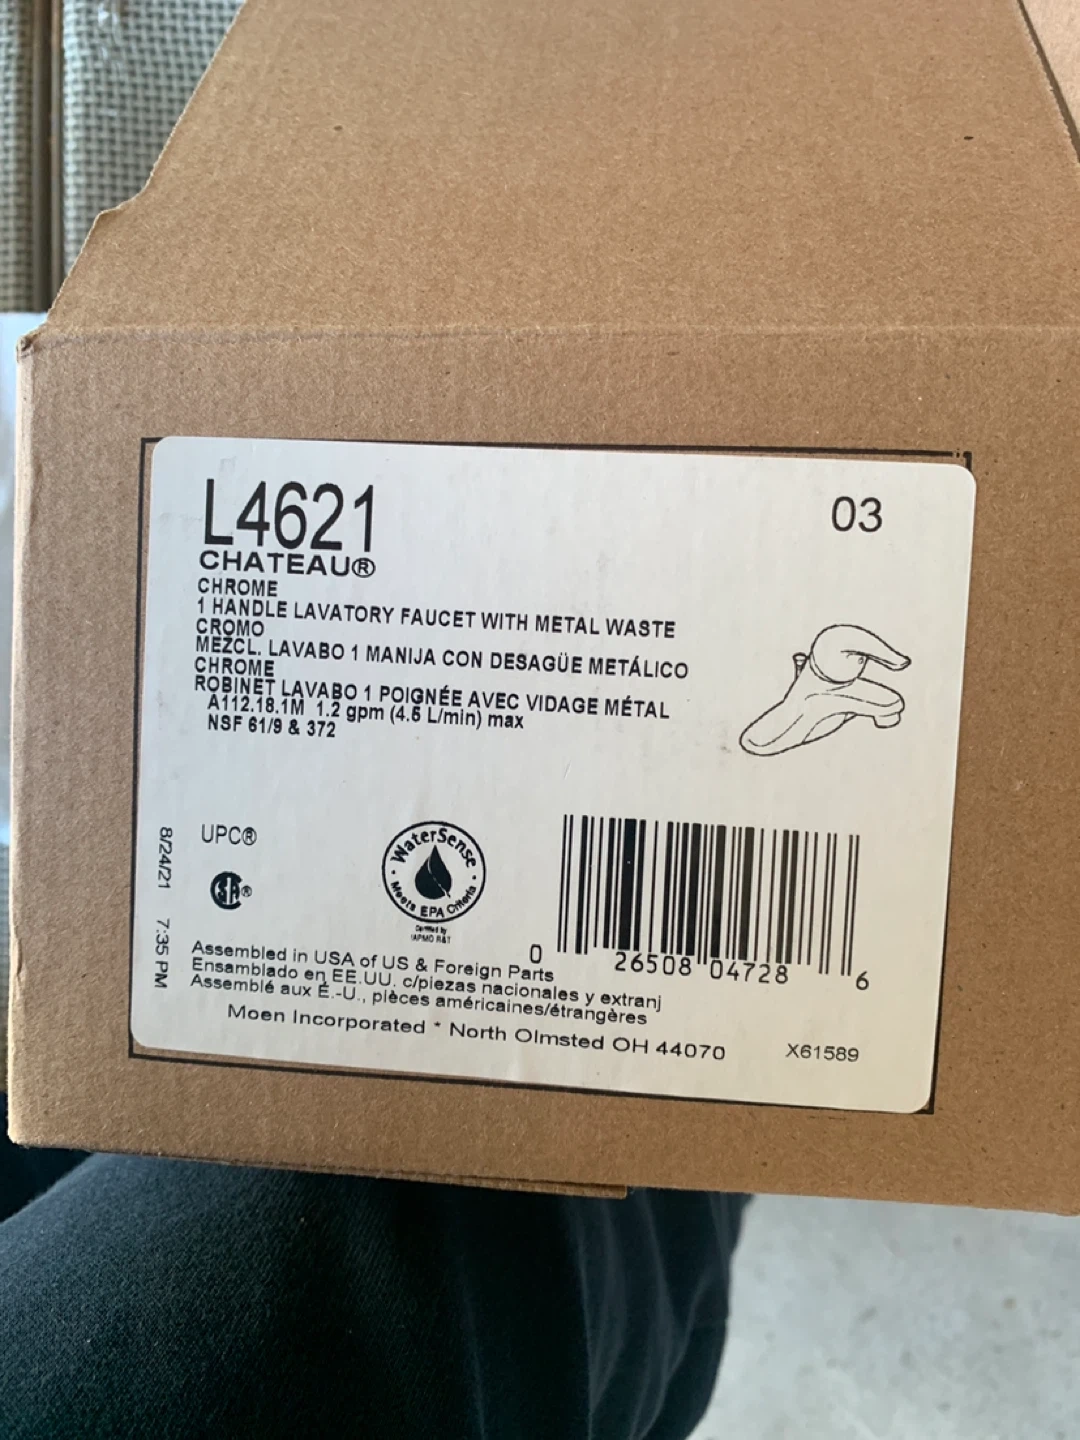 L4621
03
CHATEAU®
CHROME
1 HANDLE LAVATORY FAUCET WITH METAL WASTE
CROMO
MEZCL. LAVABO 1 MANIJA CON DESAGÜE METÁLICO
CHROME
ROBINET LAVABO 1 POIGNÉE AVEC VIDAGE MÉTAL
A112.18.1M 1.2 gpm (4.5 L/min) max
NSF 61/9 & 372
8/24/21 7:35 PM
UPC®
SA®
WaterSense
Meets EPA Criteria
Certified by
IAPMO R&T
0 26508 04728 6
Assembled in USA of US & Foreign Parts
Ensamblado en EE.UU. c/piezas nacionales y extranj
Assemblé aux É.-U., pièces américaines/étrangères
Moen Incorporated * North Olmsted OH 44070
X61589